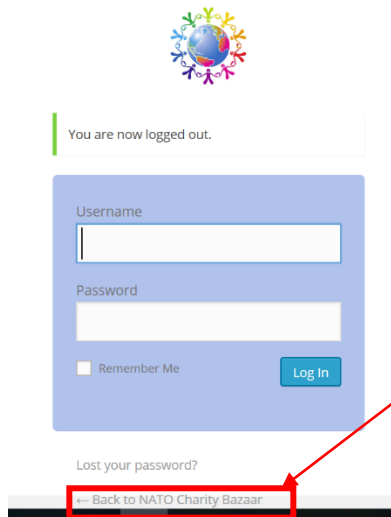 You are now logged out.
Username
Password
Remember Me
Log In
Lost your password?
← Back to NATO Charity Bazaar